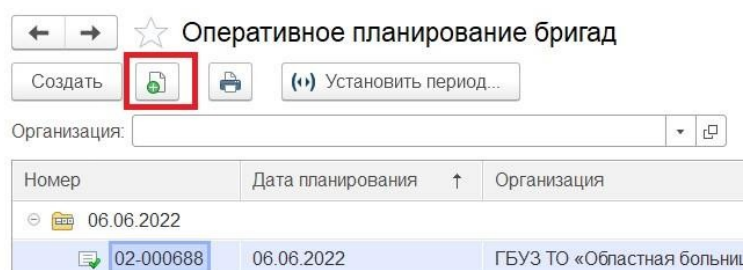 Оперативное планирование бригад
Создать Установить период...
Организация:
Номер Дата планирования Организация
06.06.2022
02-000688 06.06.2022 ГБУЗ ТО «Областная больниц